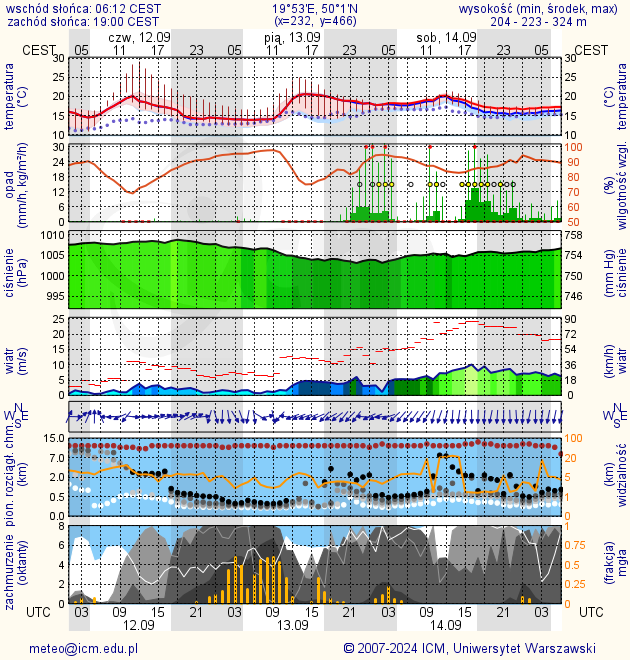 wschód słońca: 06:12 CEST 19°53'E, 50°1'N wysokość (min, środek, max)
zachód słońca: 19:00 CEST (x=232, y=466) 204 - 223 - 324 m
czw, 12.09 pią, 13.09 sob, 14.09
CEST 05 11 17 23 05 11 17 23 05 11 17 23 05 CEST
temperatura
(°C)
30
25
20
15
10
30
25
20
15
10
(°C)
temperatura
opad
(mm/h, kg/m²/h)
30
24
18
12
6
0
100
90
80
70
60
50
(%)
wilgotność wzgl.
ciśnienie
(hPa)
1010
1005
1000
995
758
754
750
746
(mm Hg)
ciśnienie
wiatr
(m/s)
25
20
15
10
5
0
90
72
54
36
18
0
(km/h)
wiatr
N
W E
S
N
W E
S
pion. rozciągł. chm.
(km)
15.0
7.0
2.0
0.5
0.0
100
50
20
5
0
(km)
widzialność
zachmurzenie
(oktanty)
8
6
4
2
0
1
0.75
0.5
0.25
0
(frakcja)
mgła
UTC 03 09 15 21 03 09 15 21 03 09 15 21 03 UTC
12.09 13.09 14.09
meteo@icm.edu.pl © 2007-2024 ICM, Uniwersytet Warszawski